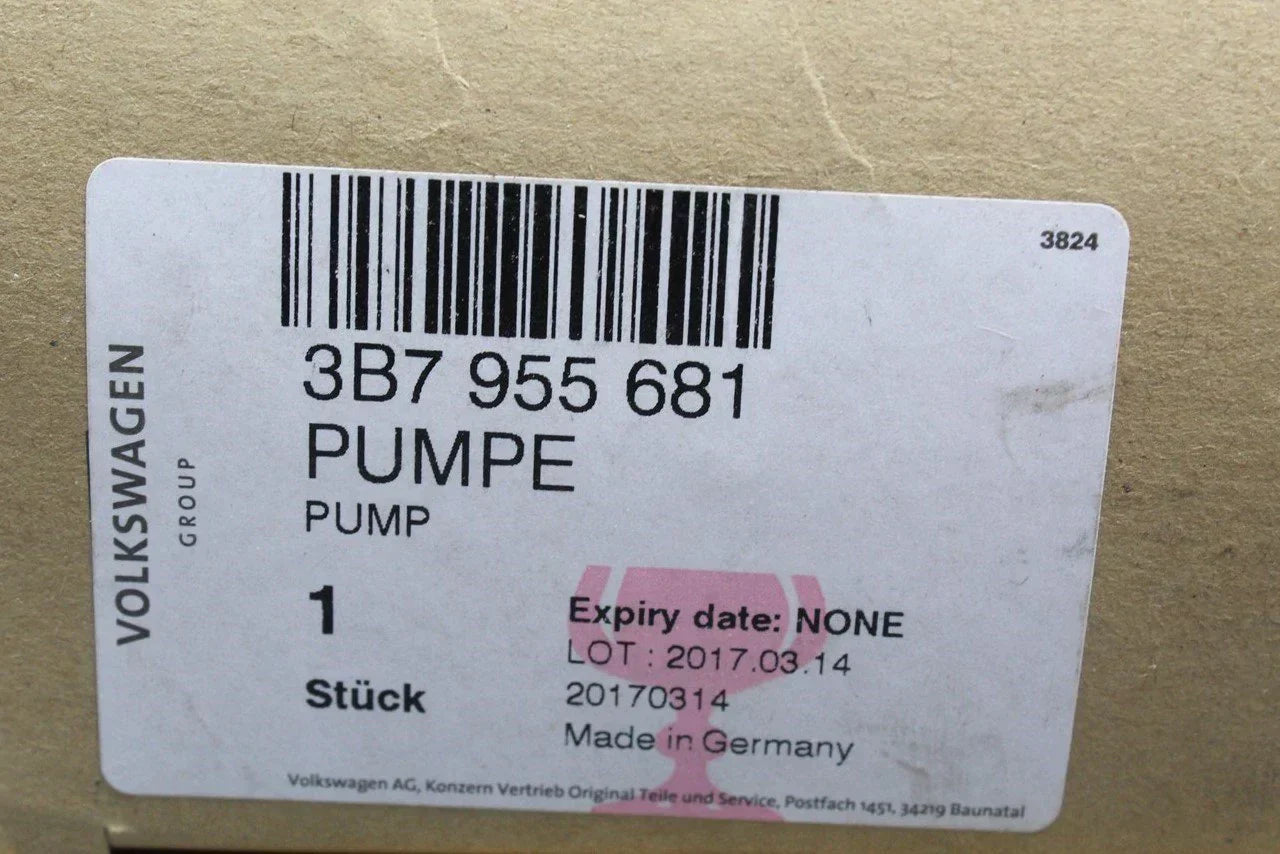 3824
3B7 955 681
PUMPE
PUMP
VOLKSWAGEN
GROUP
1
Stück
Expiry date: NONE
LOT : 2017.03.14
20170314
Made in Germany
Volkswagen AG, Konzern Vertrieb Original Teile und Service, Postfach 1451, 34219 Baunatal